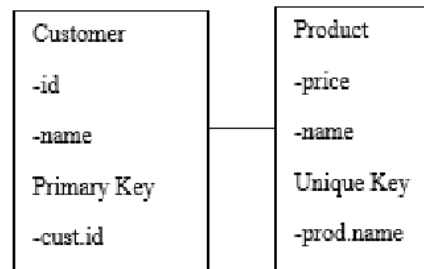 Customer
-id
-name
Primary Key
-cust.id
Product
-price
-name
Unique Key
-prod.name